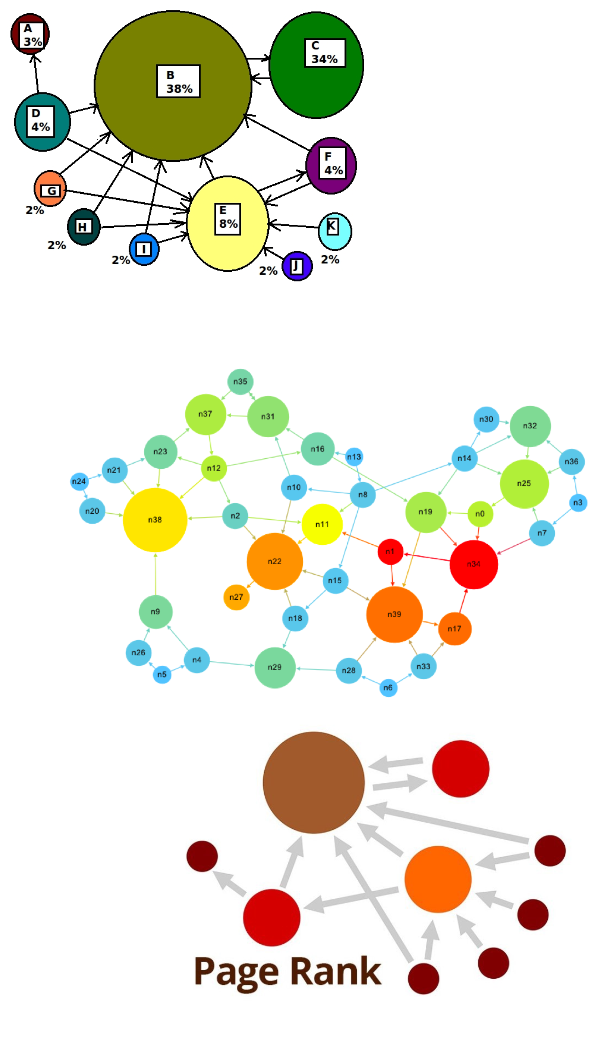 A
3%
B
38%
C
34%
D
4%
F
4%
G
2%
E
8%
H
2%
I
2%
K
2%
J
2%
n35
n37
n31
n30
n32
n23
n12
n16
n13
n14
n36
n21
n24
n10
n8
n25
n3
n20
n38
n2
n11
n19
n0
n7
n22
n1
n34
n15
n27
n9
n18
n39
n17
n26
n4
n5
n29
n28
n33
n6
Page Rank